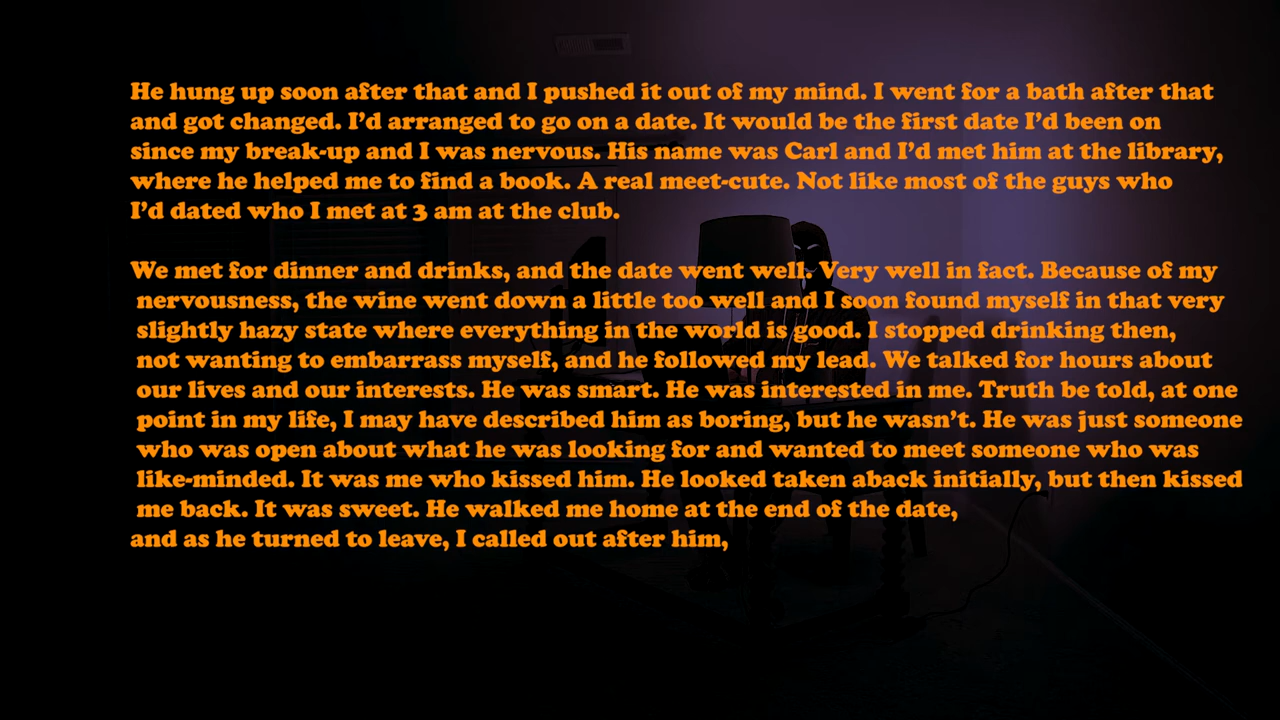 He hung up soon after that and I pushed it out of my mind. I went for a bath after that
and got changed. I’d arranged to go on a date. It would be the first date I’d been on
since my break-up and I was nervous. His name was Carl and I’d met him at the library,
where he helped me to find a book. A real meet-cute. Not like most of the guys who
I’d dated who I met at 3 am at the club.
We met for dinner and drinks, and the date went well. Very well in fact. Because of my
nervousness, the wine went down a little too well and I soon found myself in that very
slightly hazy state where everything in the world is good. I stopped drinking then,
not wanting to embarrass myself, and he followed my lead. We talked for hours about
our lives and our interests. He was smart. He was interested in me. Truth be told, at one
point in my life, I may have described him as boring, but he wasn’t. He was just someone
who was open about what he was looking for and wanted to meet someone who was
like-minded. It was me who kissed him. He looked taken aback initially, but then kissed
me back. It was sweet. He walked me home at the end of the date,
and as he turned to leave, I called out after him,